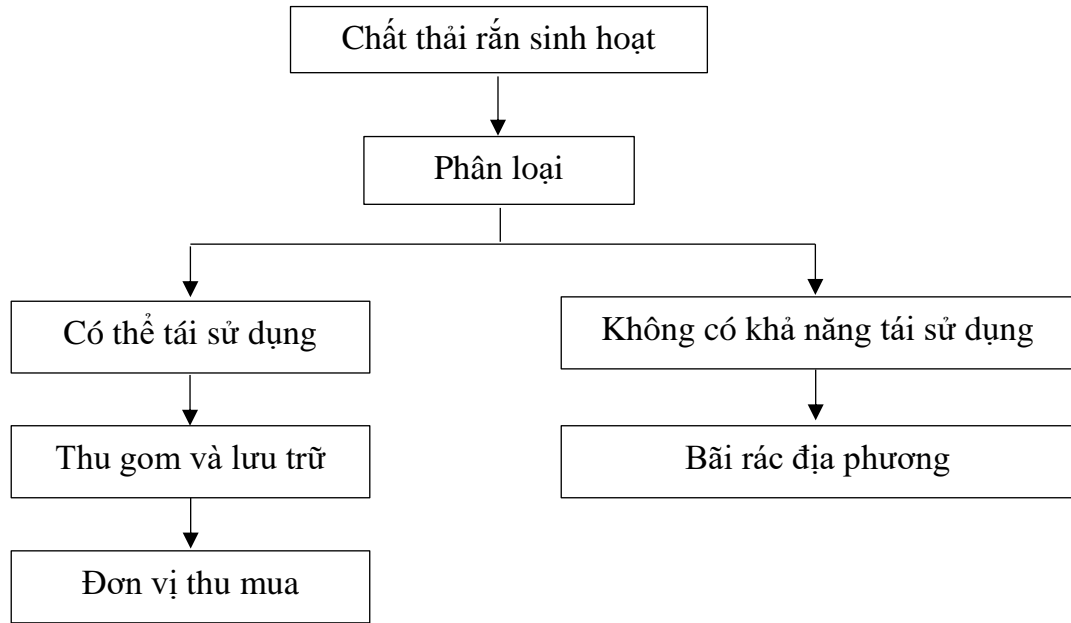 Chất thải rắn sinh hoạt
Phân loại
Có thể tái sử dụng
Không có khả năng tái sử dụng
Thu gom và lưu trữ
Bãi rác địa phương
Đơn vị thu mua